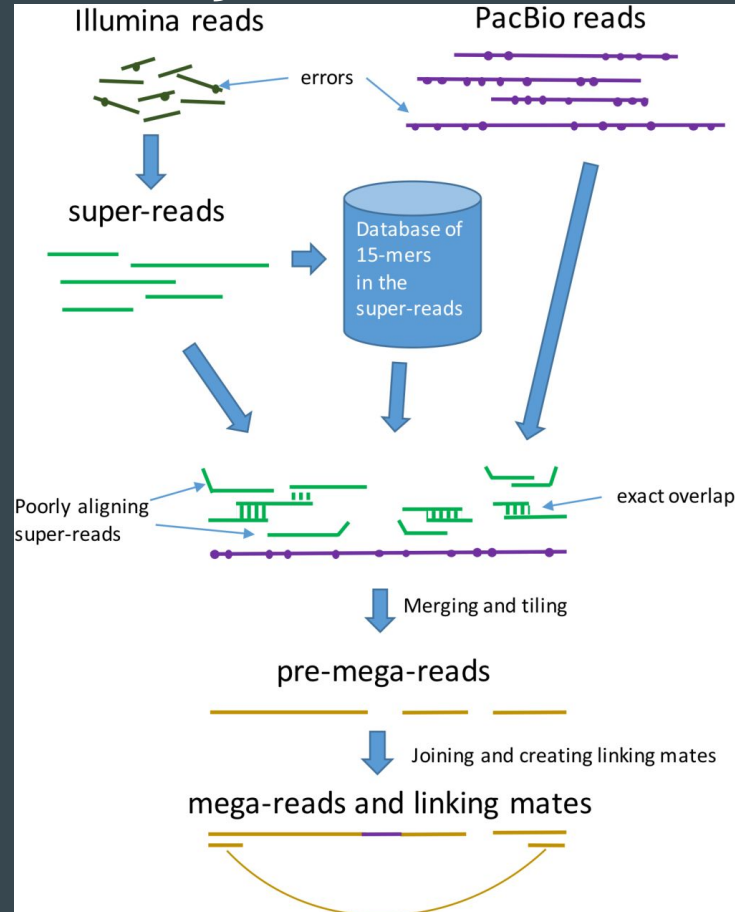 Illumina reads
PacBio reads
errors
super-reads
Database of
15-mers
in the
super-reads
Poorly aligning
super-reads
exact overlap
Merging and tiling
pre-mega-reads
Joining and creating linking mates
mega-reads and linking mates